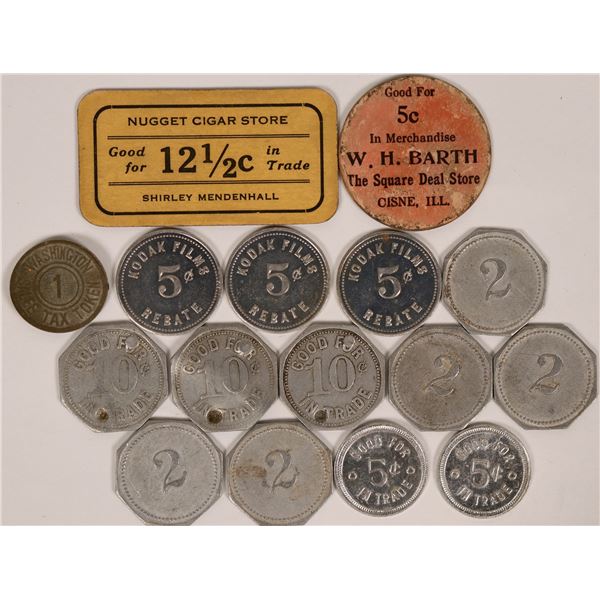 NUGGET CIGAR STORE
Good for 12 1/2c in Trade
SHIRLEY MENDENHALL
Good For
5c
In Merchandise
W. H. BARTH
The Square Deal Store
CISNE, ILL.
WASHINGTON
1
TAX TOKEN
KODAK FILMS
5¢
REBATE
KODAK FILMS
5¢
REBATE
KODAK FILMS
5¢
REBATE
2
GOOD FOR
10
IN TRADE
GOOD FOR
10
IN TRADE
GOOD FOR
10
IN TRADE
2
2
2
2
GOOD FOR
5¢
IN TRADE
GOOD FOR
5¢
IN TRADE